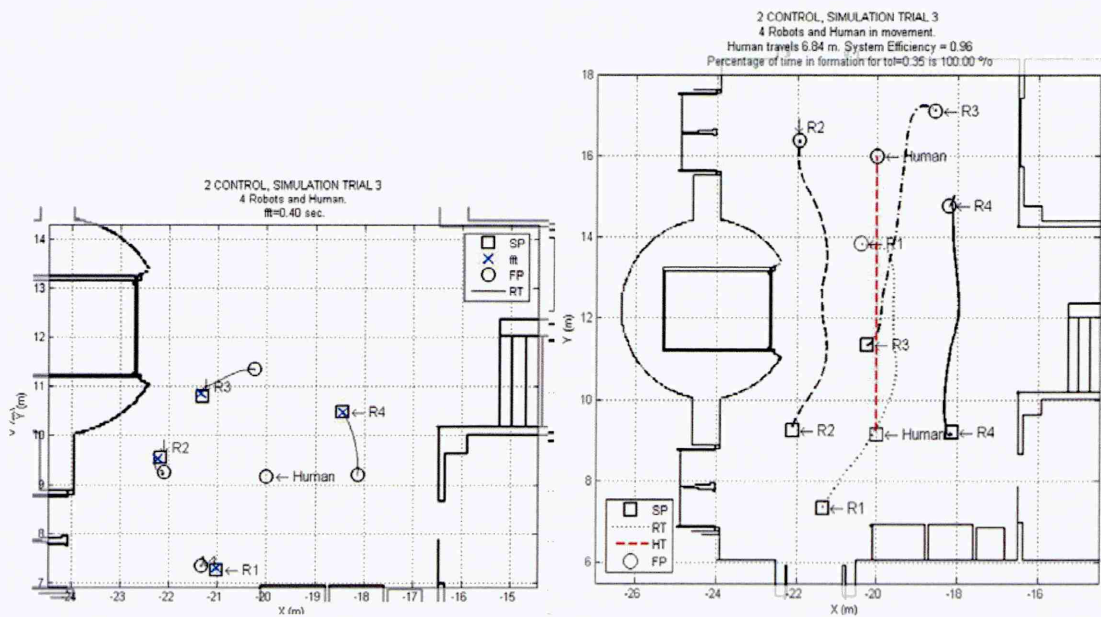 2 CONTROL, SIMULATION TRIAL 3
4 Robots and Human.
fft=0.40 sec.
14
13
12
11
10
9
8
7
Y (m)
SP
fft
FP
RT
R3
R4
R2
Human
R1
-24 -23 -22 -21 -20 -19 -18 -17 -16 -15
X (m)
2 CONTROL, SIMULATION TRIAL 3
4 Robots and Human in movement.
Human travels 6.84 m. System Efficiency = 0.96
Percentage of time in formation for tol=0.35 is 100.00 %
18
16
14
12
10
8
6
Y (m)
R3
R2
Human
R4
R1
R3
R2
Human
R4
R1
SP
RT
HT
FP
-26 -24 -22 -20 -18 -16
X (m)